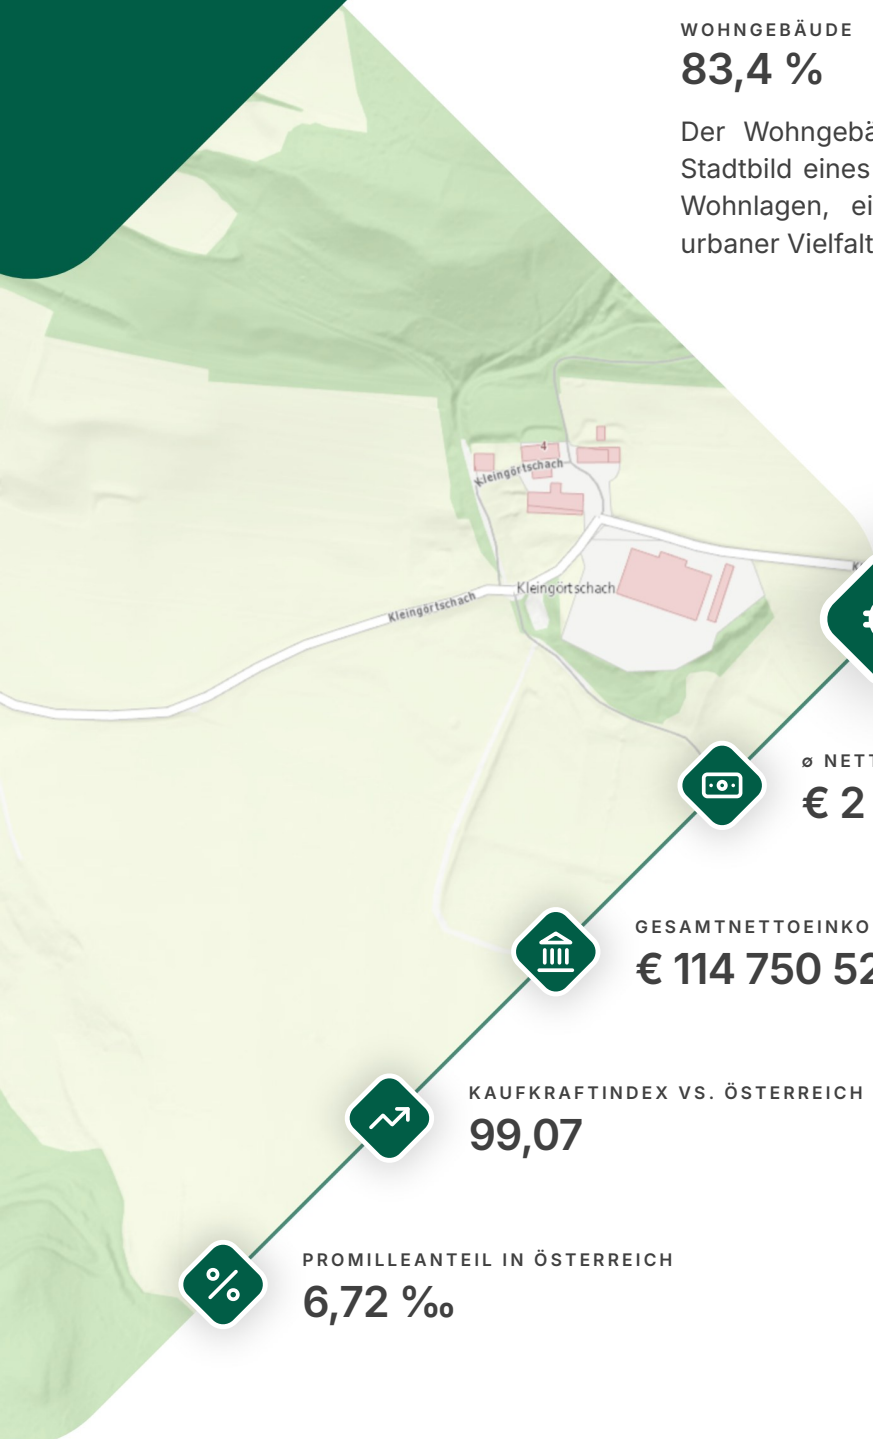 WOHNGEBÄUDE
83,4 %
Der Wohngebä
Stadtbild eines
Wohnlagen, ei
urbaner Vielfalt
4
Kleingörtschach
Kleingörtschach
Kleingörtschach
ø NETT
€ 2
GESAMTNETTOEINKO
€ 114 750 52
KAUFKRAFTINDEX VS. ÖSTERREICH
99,07
PROMILLEANTEIL IN ÖSTERREICH
6,72 ‰